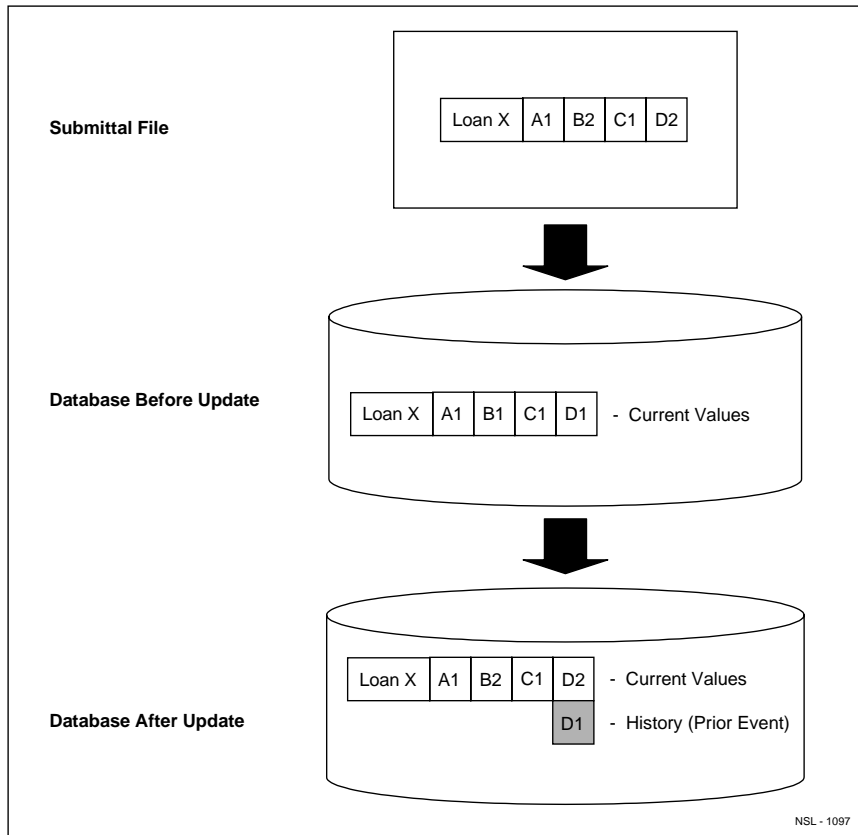 Submittal File
Loan X A1 B2 C1 D2
Database Before Update
Loan X A1 B1 C1 D1 - Current Values
Loan X A1 B2 C1 D2 - Current Values
Database After Update
D1 - History (Prior Event)
NSL - 1097